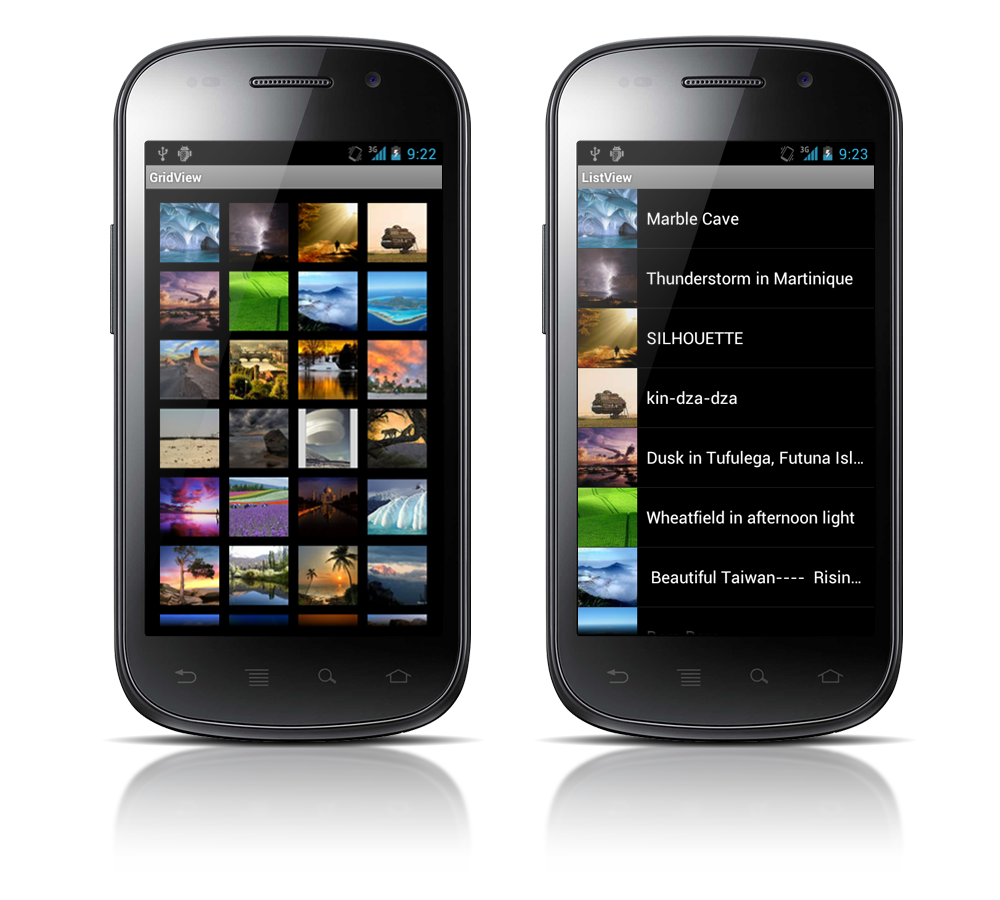 3G 9:22
GridView
3G 9:23
ListView
Marble Cave
Thunderstorm in Martinique
SILHOUETTE
kin-dza-dza
Dusk in Tufulega, Futuna Isl...
Wheatfield in afternoon light
Beautiful Taiwan---- Risin...